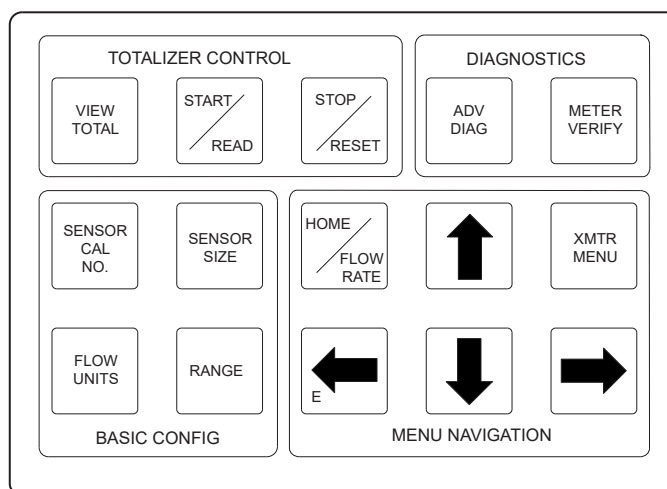 TOTALIZER CONTROL
VIEW
TOTAL
START
READ
STOP
RESET
DIAGNOSTICS
ADV
DIAG
METER
VERIFY
SENSOR
CAL
NO.
SENSOR
SIZE
FLOW
UNITS
RANGE
BASIC CONFIG
HOME
FLOW
RATE
XMTR
MENU
E
MENU NAVIGATION